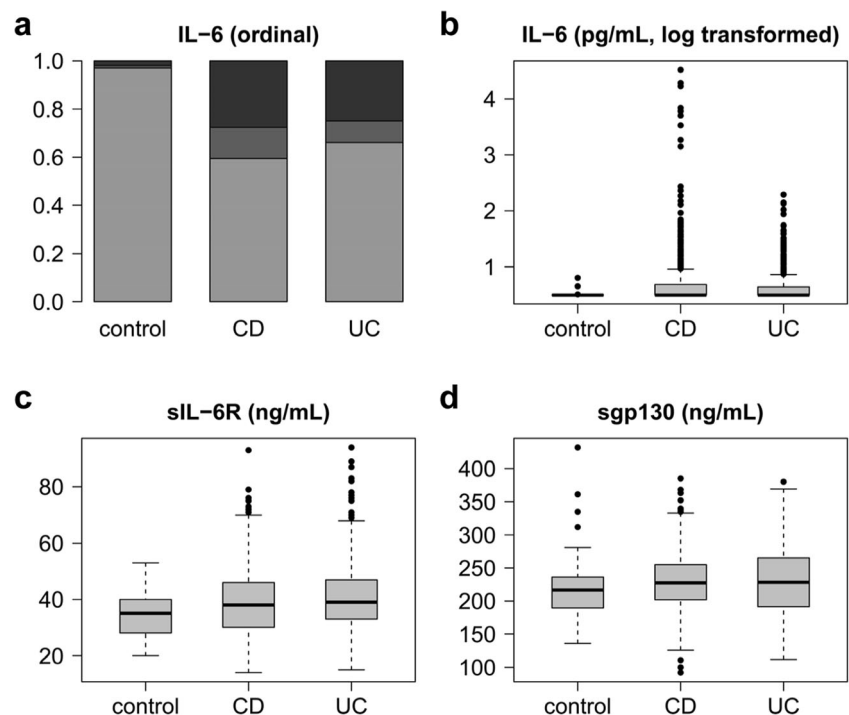 a
IL−6 (ordinal)
1.0
0.8
0.6
0.4
0.2
0.0
control CD UC
b
IL−6 (pg/mL, log transformed)
4
3
2
1
control CD UC
c
sIL−6R (ng/mL)
80
60
40
20
control CD UC
d
sgp130 (ng/mL)
400
350
300
250
200
150
100
control CD UC